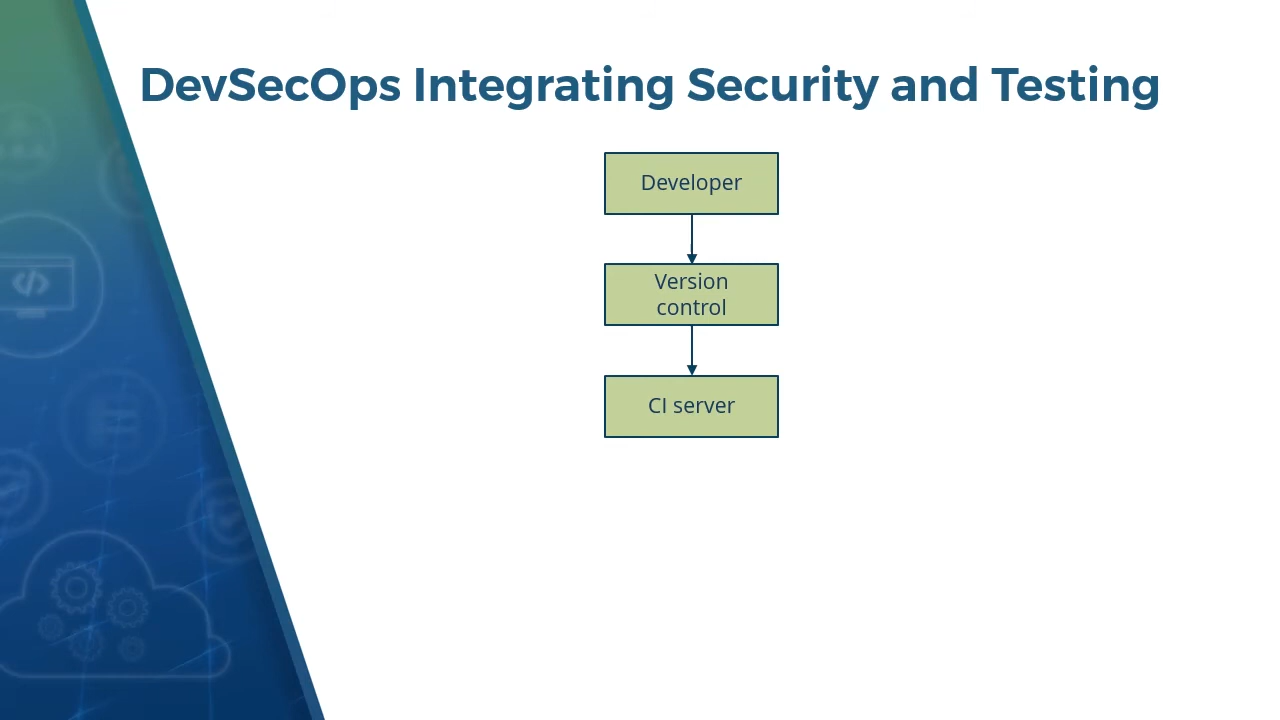 DevSecOps Integrating Security and Testing
Developer
Version
control
CI server